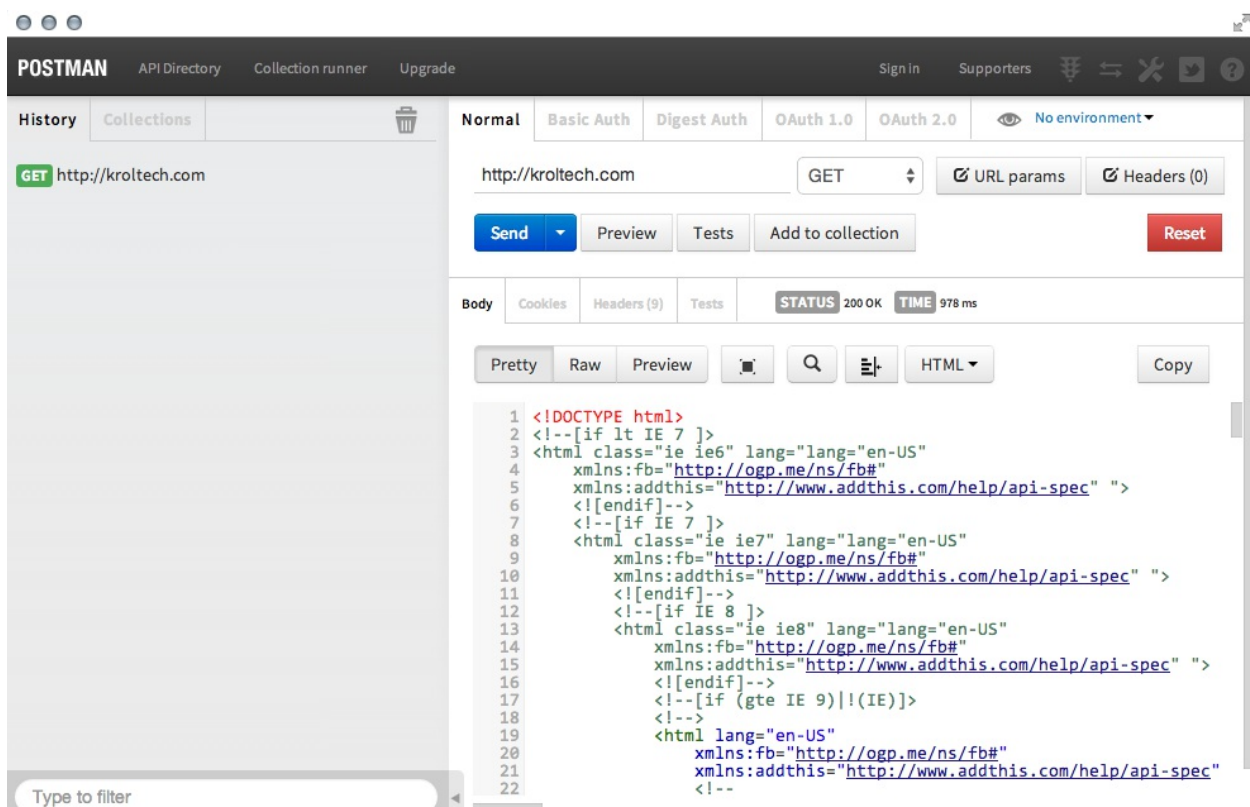 POSTMAN API Directory Collection runner Upgrade Sign in Supporters
History Collections
GET http://kroltech.com
Type to filter
Normal Basic Auth Digest Auth OAuth 1.0 OAuth 2.0 No environment
http://kroltech.com GET URL params Headers (0)
Send Preview Tests Add to collection Reset
Body Cookies Headers (9) Tests STATUS 200 OK TIME 978 ms
Pretty Raw Preview HTML Copy
1 <!DOCTYPE html>
2 <!--[if lt IE 7 ]>
3 <html class="ie ie6" lang="lang="en-US"
4 xmlns:fb="http://ogp.me/ns/fb#"
5 xmlns:addthis="http://www.addthis.com/help/api-spec" ">
6 <![endif]-->
7 <!--[if IE 7 ]>
8 <html class="ie ie7" lang="lang="en-US"
9 xmlns:fb="http://ogp.me/ns/fb#"
10 xmlns:addthis="http://www.addthis.com/help/api-spec" ">
11 <![endif]-->
12 <!--[if IE 8 ]>
13 <html class="ie ie8" lang="lang="en-US"
14 xmlns:fb="http://ogp.me/ns/fb#"
15 xmlns:addthis="http://www.addthis.com/help/api-spec" ">
16 <![endif]-->
17 <!--[if (gte IE 9)|!(IE)]>
18 <!-->
19 <html lang="en-US"
20 xmlns:fb="http://ogp.me/ns/fb#"
21 xmlns:addthis="http://www.addthis.com/help/api-spec"
22 <!--